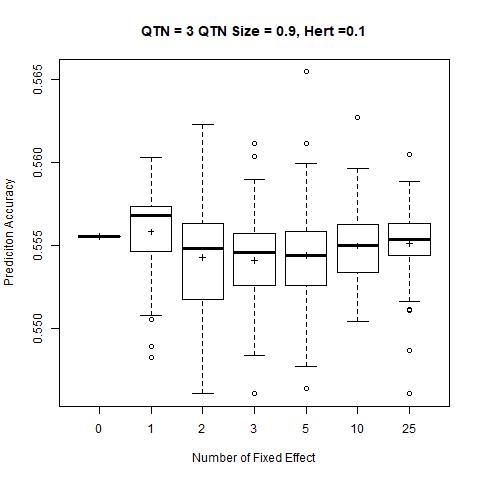 QTN = 3 QTN Size = 0.9, Hert =0.1
Prediciton Accuracy
0.565
0.560
0.555
0.550
0 1 2 3 5 10 25
Number of Fixed Effect